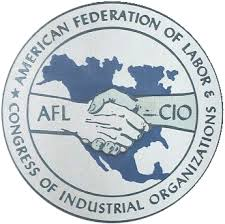 ★ AMERICAN FEDERATION OF LABOR &
CONGRESS OF INDUSTRIAL ORGANIZATIONS
AFL – CIO